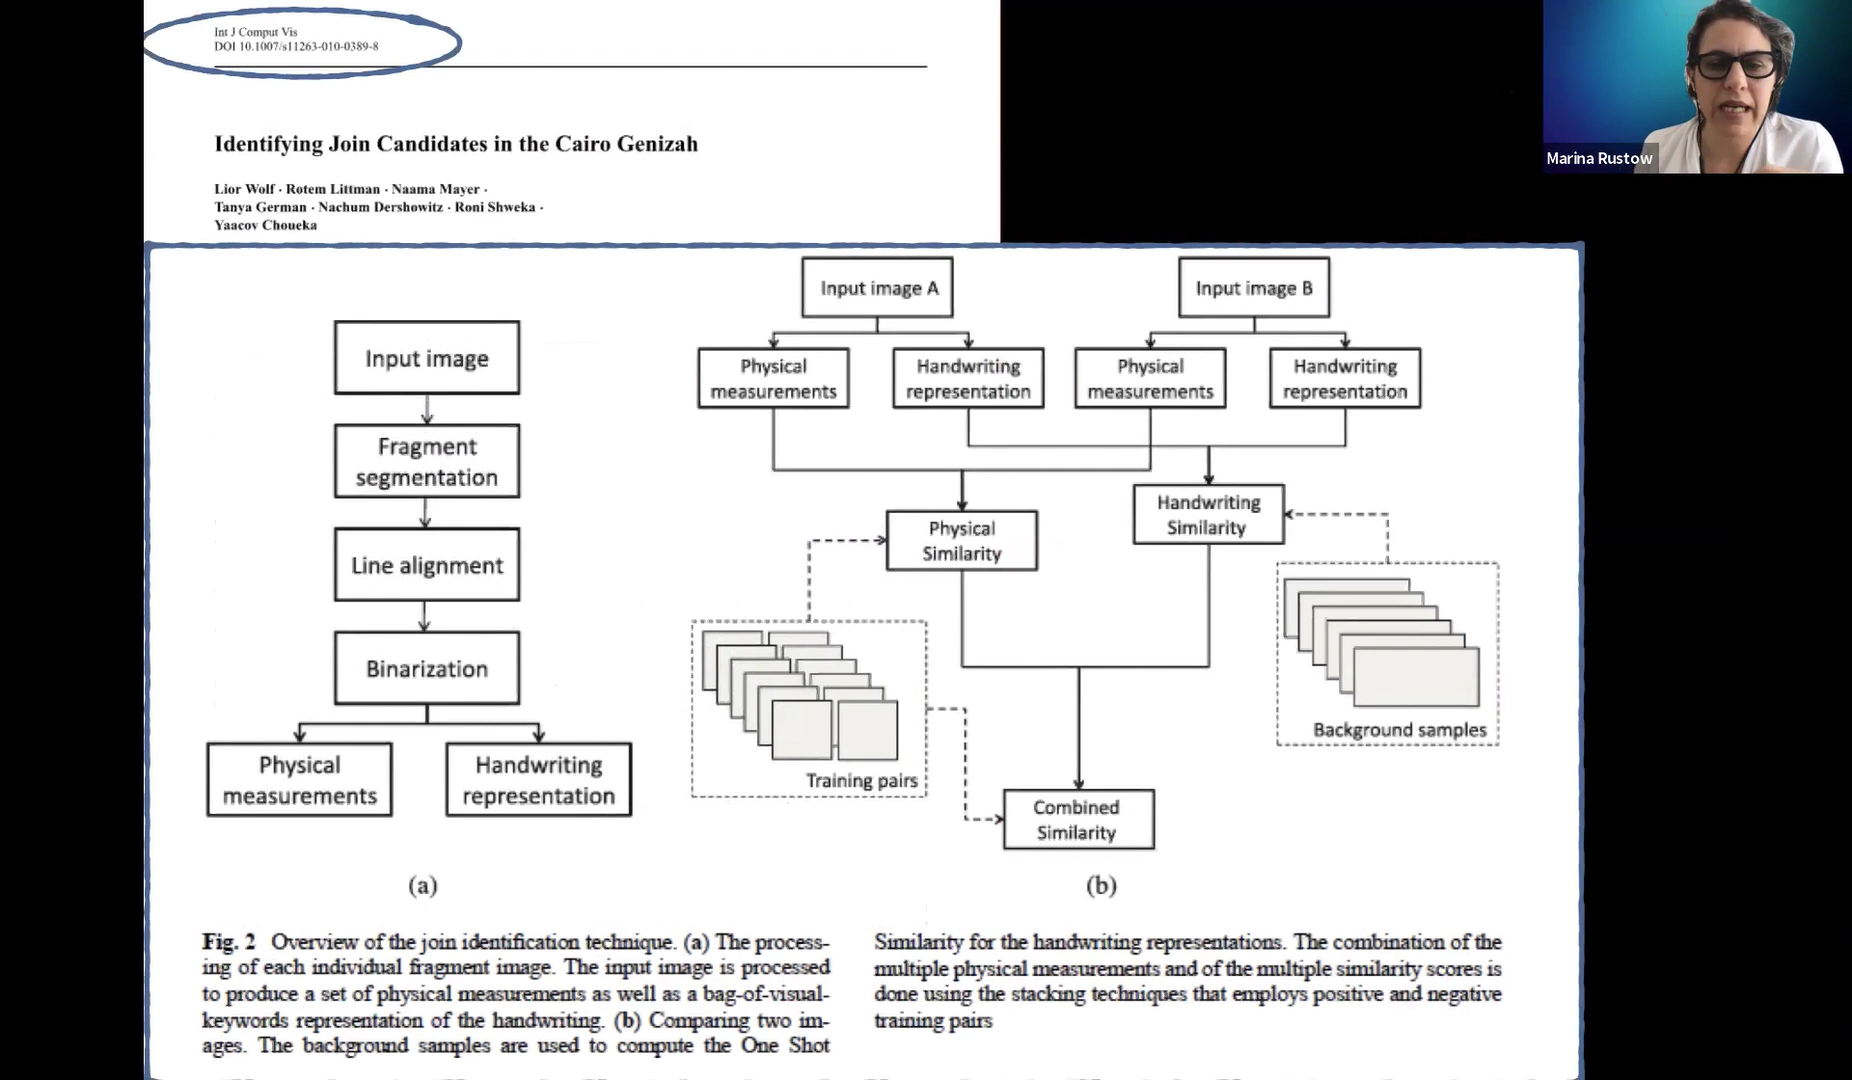 Int J Comput Vis
DOI 10.1007/s11263-010-0389-8
Identifying Join Candidates in the Cairo Genizah
Lior Wolf · Rotem Littman · Naama Mayer ·
Tanya German · Nachum Dershowitz · Roni Shweka ·
Yaacov Choueka
Marina Rustow
Input image
Fragment
segmentation
Line alignment
Binarization
Physical
measurements
Handwriting
representation
(a)
Input image A
Input image B
Physical
measurements
Handwriting
representation
Physical
measurements
Handwriting
representation
Physical
Similarity
Handwriting
Similarity
Training pairs
Background samples
Combined
Similarity
(b)
Fig. 2 Overview of the join identification technique. (a) The process-
ing of each individual fragment image. The input image is processed
to produce a set of physical measurements as well as a bag-of-visual-
keywords representation of the handwriting. (b) Comparing two im-
ages. The background samples are used to compute the One Shot
Similarity for the handwriting representations. The combination of the
multiple physical measurements and of the multiple similarity scores is
done using the stacking techniques that employs positive and negative
training pairs